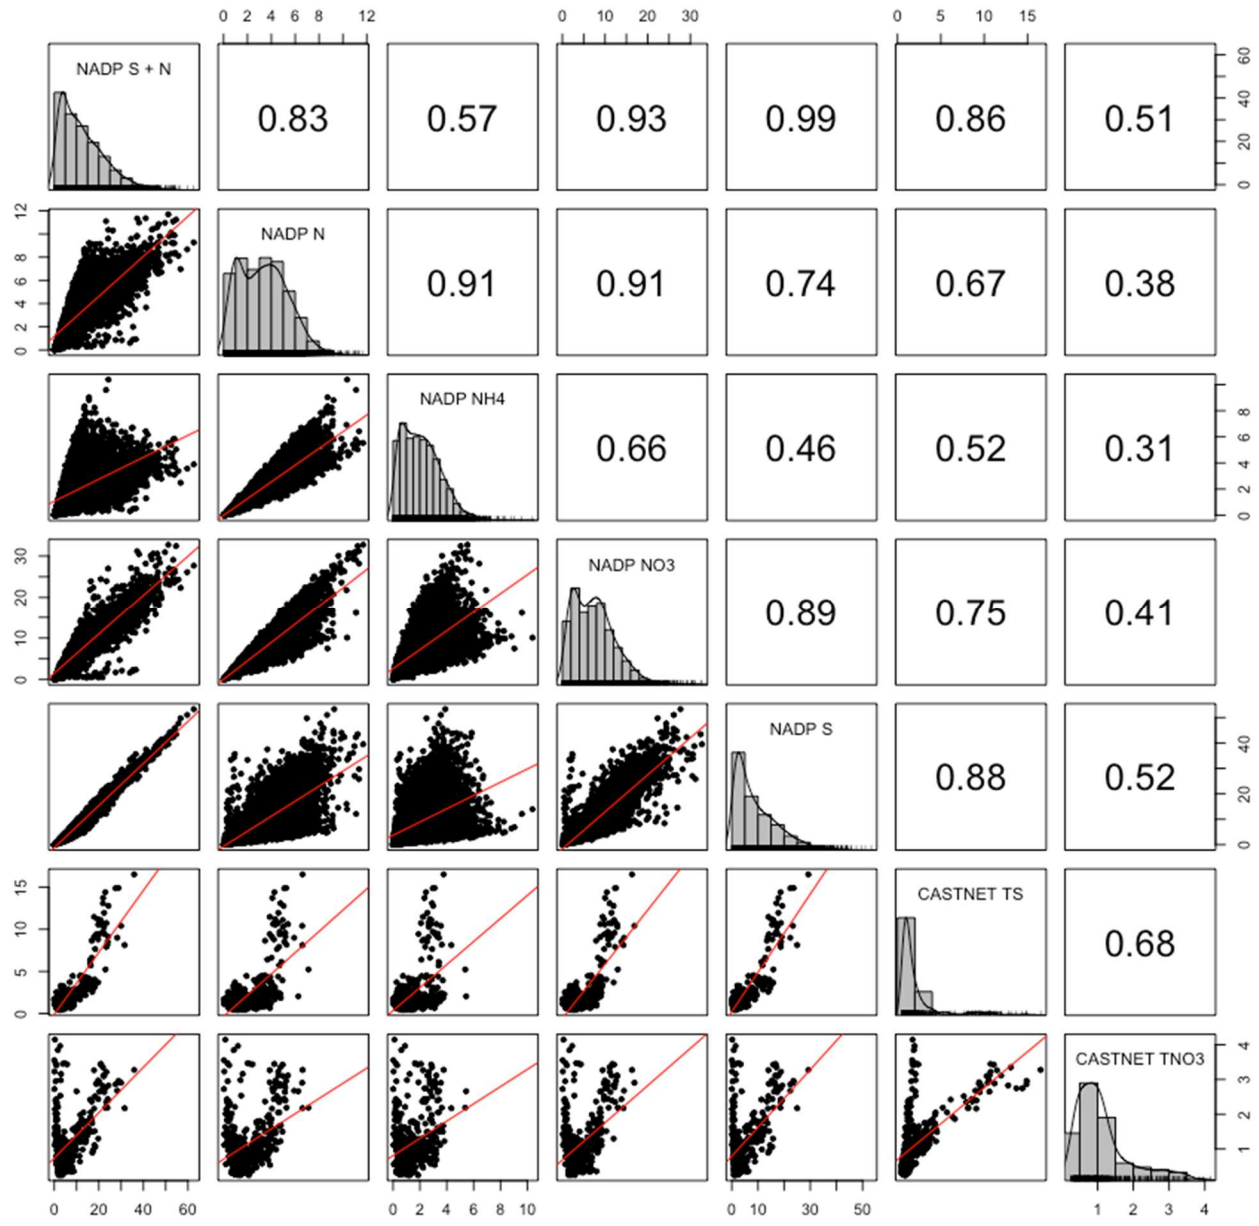 0 2 4 6 8 12 0 10 20 30 0 5 10 15
NADP S + N 0.83 0.57 0.93 0.99 0.86 0.51 0 20 40 60
0 2 4 6 8 12 NADP N 0.91 0.91 0.74 0.67 0.38
NADP NH4 0.66 0.46 0.52 0.31 0 2 4 6 8
0 10 20 30 NADP NO3 0.89 0.75 0.41
NADP S 0.88 0.52 0 20 40
0 5 10 15 CASTNET TS 0.68
CASTNET TNO3 1 2 3 4
0 20 40 60 0 2 4 6 8 10 0 10 30 50 1 2 3 4